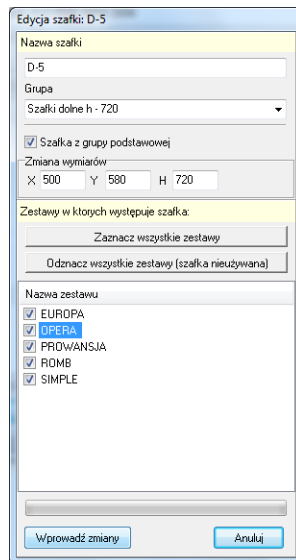 Edycja szafki: D-5
Nazwa szafki
D-5
Grupa
Szafki dolne h - 720
Szafka z grupy podstawowej
Zmiana wymiarów
X 500 Y 580 H 720
Zestawy w ktorych występuje szafka:
Zaznacz wszystkie zestawy
Odznacz wszystkie zestawy (szafka nieużywana)
Nazwa zestawu
EUROPA
OPERA
PROWANSJA
ROMB
SIMPLE
Wprowadź zmiany Anuluj